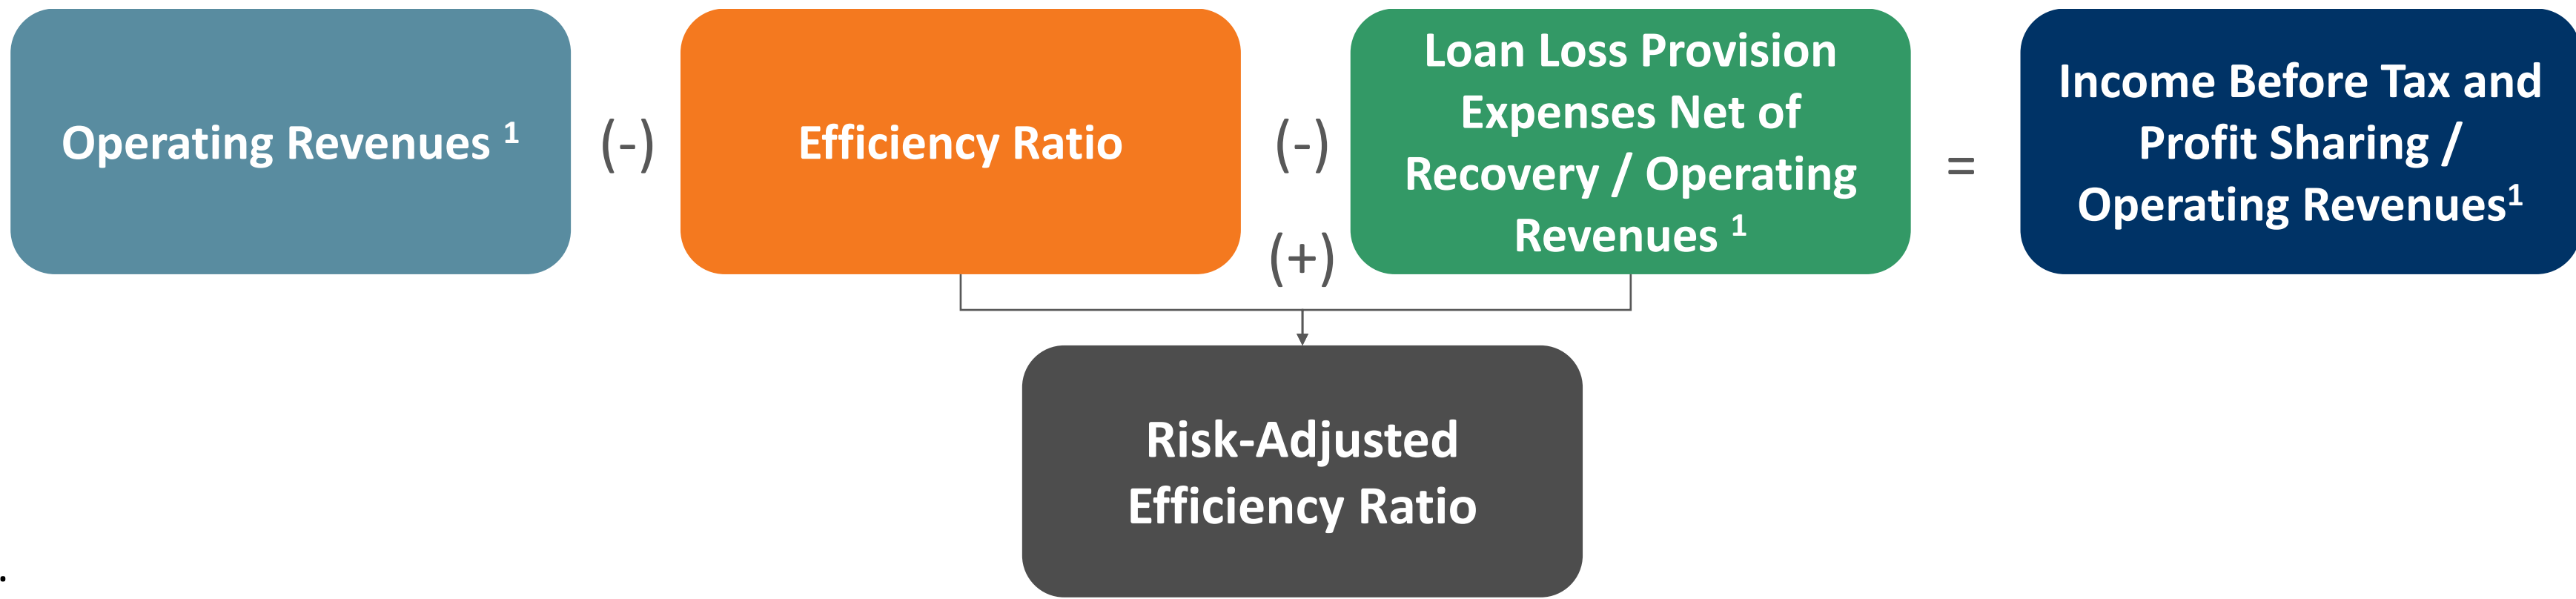 Operating Revenues ¹
(-)
Efficiency Ratio
(-)
(+)
Loan Loss Provision
Expenses Net of
Recovery / Operating
Revenues ¹
=
Income Before Tax and
Profit Sharing /
Operating Revenues¹
Risk-Adjusted
Efficiency Ratio
.